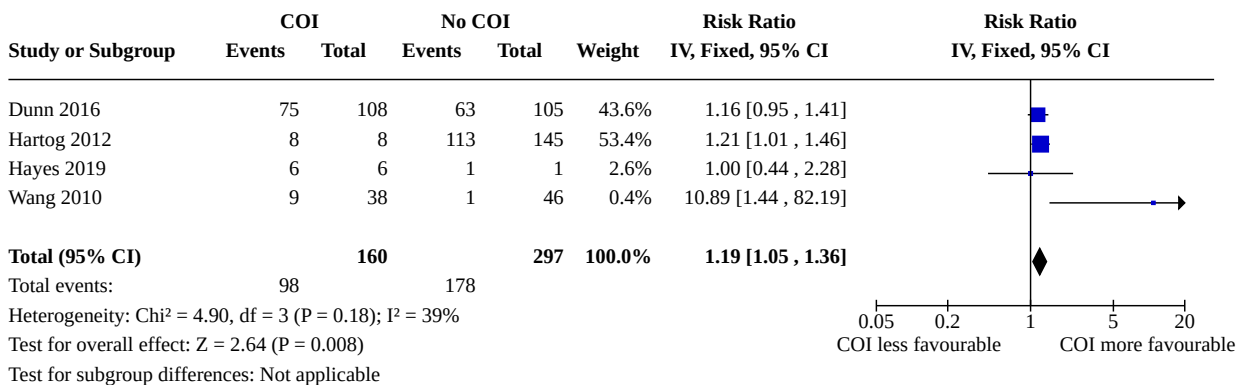 COI No COI Risk Ratio Risk Ratio
Study or Subgroup Events Total Events Total Weight IV, Fixed, 95% CI IV, Fixed, 95% CI
Dunn 2016 75 108 63 105 43.6% 1.16 [0.95 , 1.41]
Hartog 2012 8 8 113 145 53.4% 1.21 [1.01 , 1.46]
Hayes 2019 6 6 1 1 2.6% 1.00 [0.44 , 2.28]
Wang 2010 9 38 1 46 0.4% 10.89 [1.44 , 82.19]
Total (95% CI) 160 297 100.0% 1.19 [1.05 , 1.36]
Total events: 98 178
Heterogeneity: Chi² = 4.90, df = 3 (P = 0.18); I² = 39%
0.05 0.2 1 5 20
Test for overall effect: Z = 2.64 (P = 0.008)
COI less favourable COI more favourable
Test for subgroup differences: Not applicable